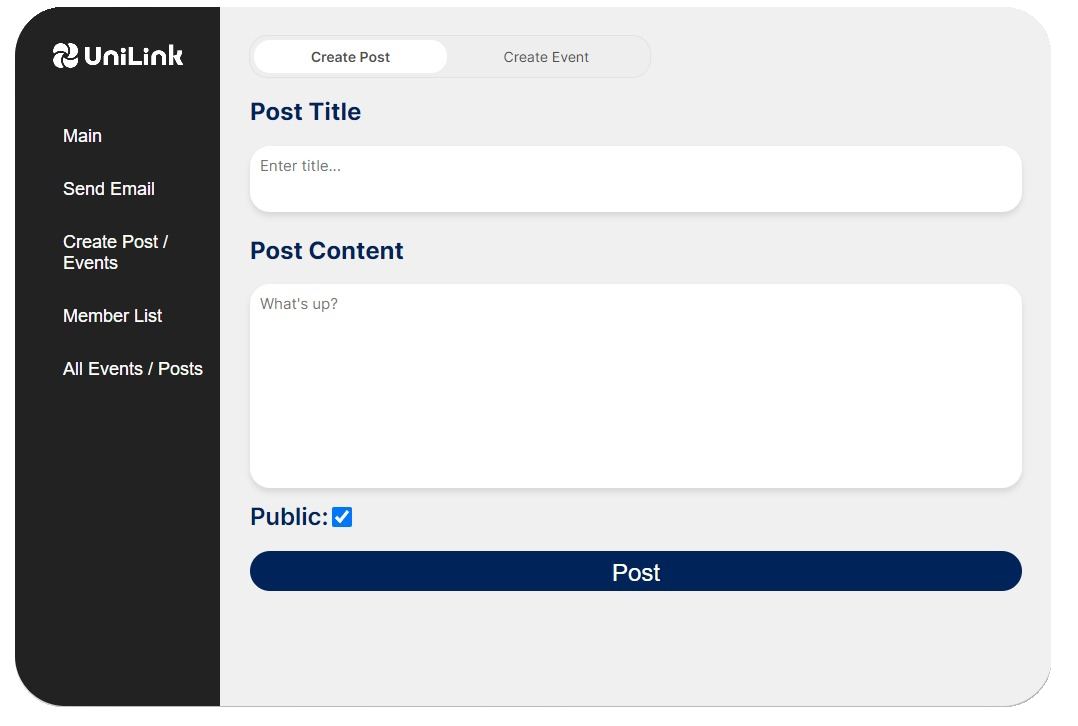 UniLink
Main
Send Email
Create Post /
Events
Member List
All Events / Posts
Create Post
Create Event
Post Title
Enter title...
Post Content
What's up?
Public:
Post